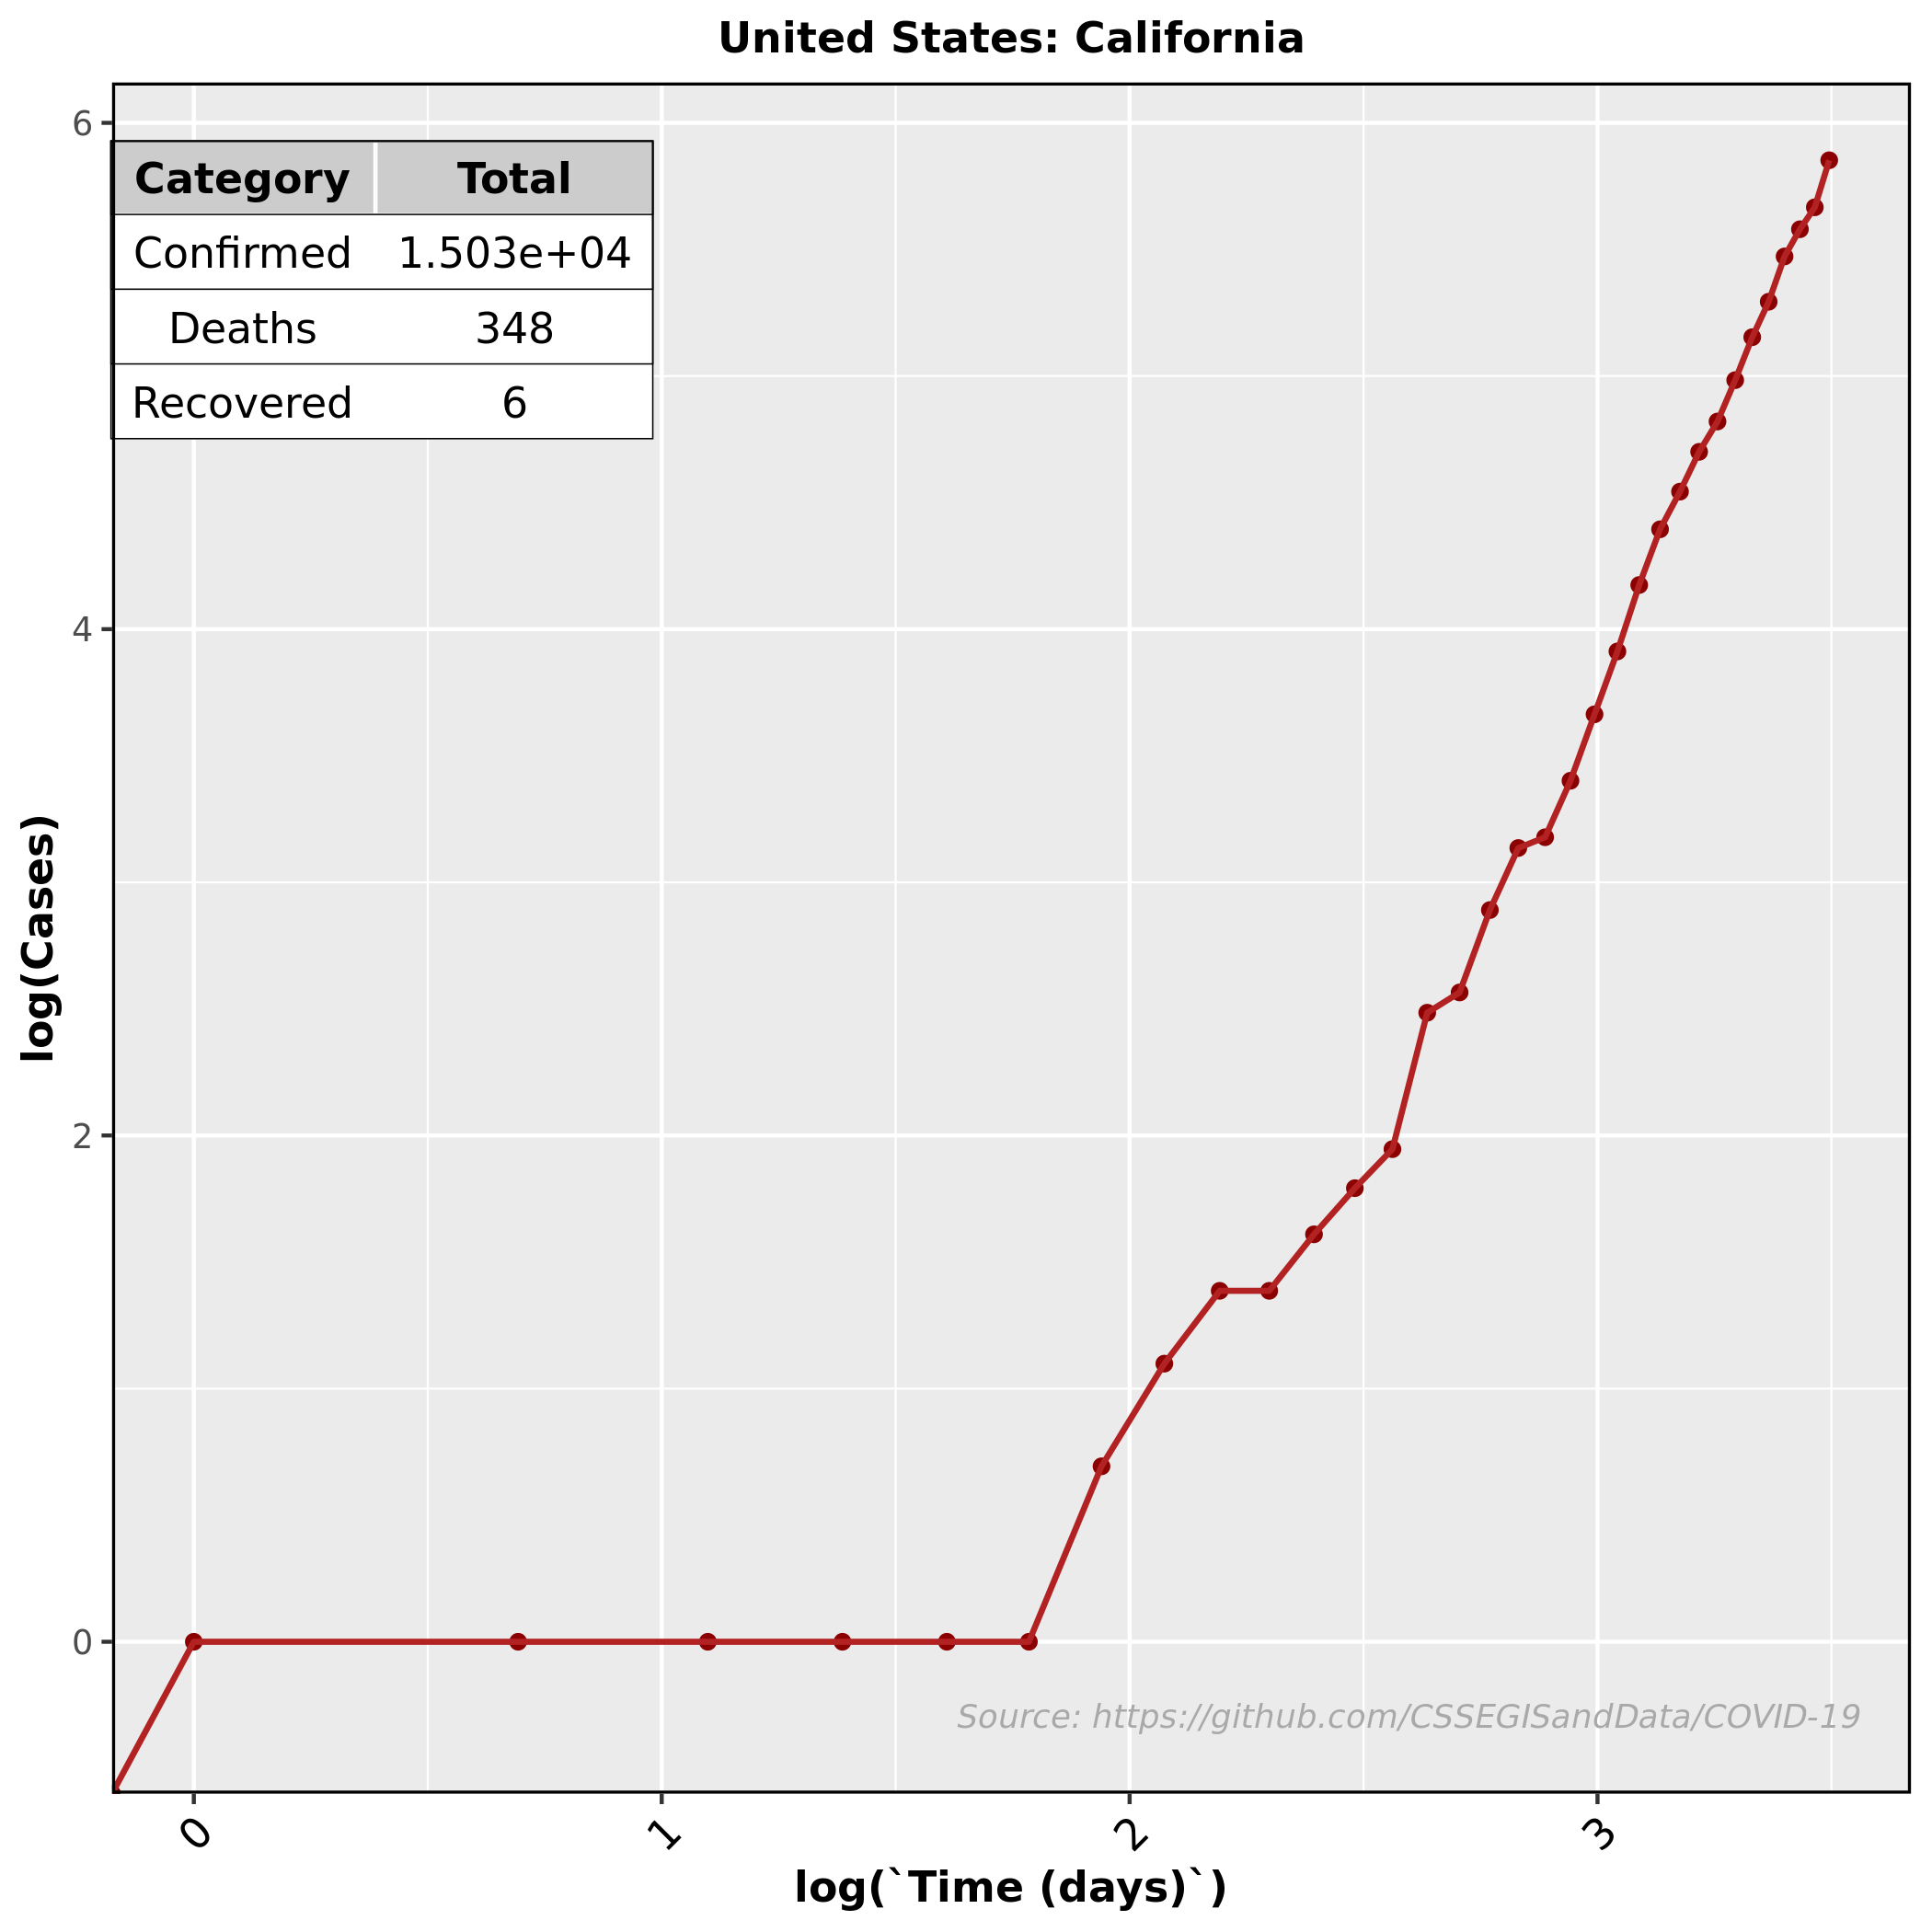 United States: California
6
Category Total
Confirmed 1.503e+04
Deaths 348
Recovered 6
4
log(Cases)
2
0
Source: https://github.com/CSSEGISandData/COVID-19
0 1 2 3
log(`Time (days)`)